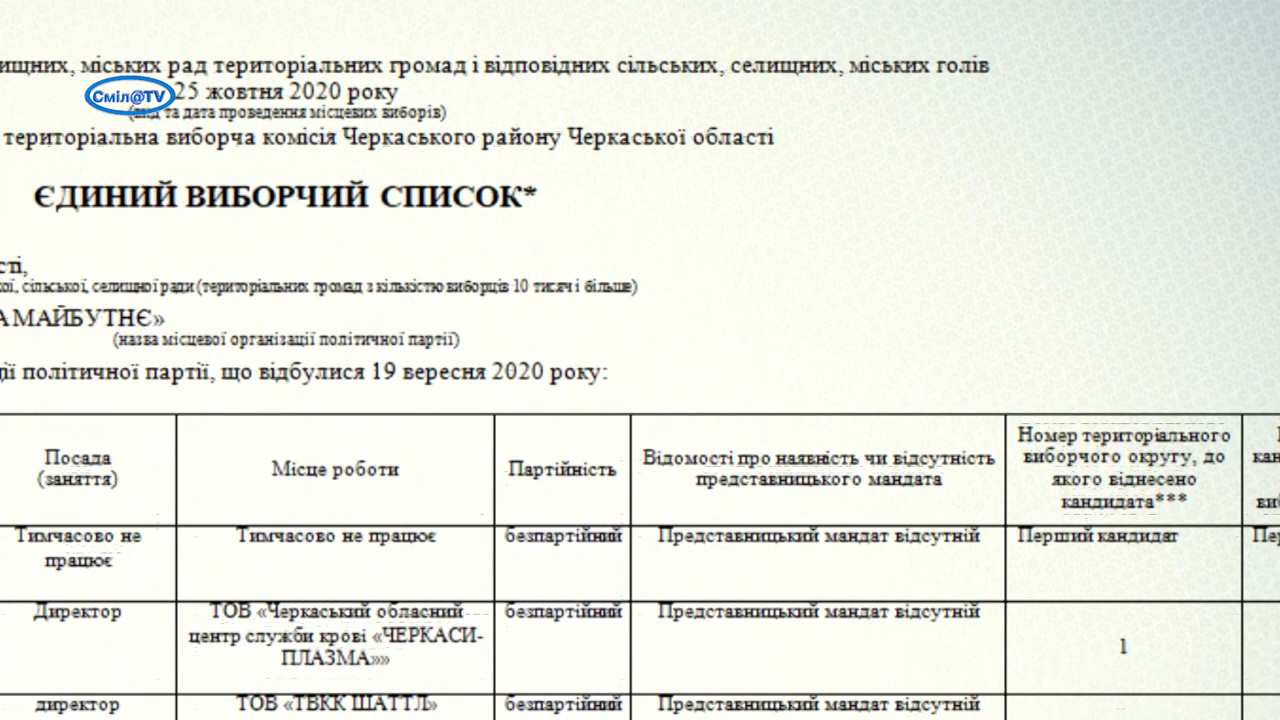 ищних, міських рад територіальних громад і відповідних сільських, селищних, міських голів
Сміл@TV
25 жовтня 2020 року
та дата проведення місцевих виборів)
територіальна виборча комісія Черкаського району Черкаської області
ЄДИНИЙ ВИБОРЧИЙ СПИСОК*
сті,
кої, сільської, селищної ради (територіальних громад з кількістю виборців 10 тисяч і більше)
А МАЙБУТНЄ»
(назва місцевої організації політичної партії)
ції політичної партії, що відбулися 19 вересня 2020 року:
Посада
(заняття)
Місце роботи
Партійність
Відомості про наявність чи відсутність
представницького мандата
Номер територіального
виборчого округу, до
якого віднесено
кандидата***
кан
виб
Тимчасово не
працює
Тимчасово не працює
безпартійний
Представницький мандат відсутній
Перший кандидат
Пер
Директор
ТОВ «Черкаський обласний
центр служби крові «ЧЕРКАСИ-
ПЛАЗМА»»
безпартійний
Представницький мандат відсутній
1
директор
ТОВ «ТВКК ШАТТЛ»
безпартійний
Представницький мандат відсутній